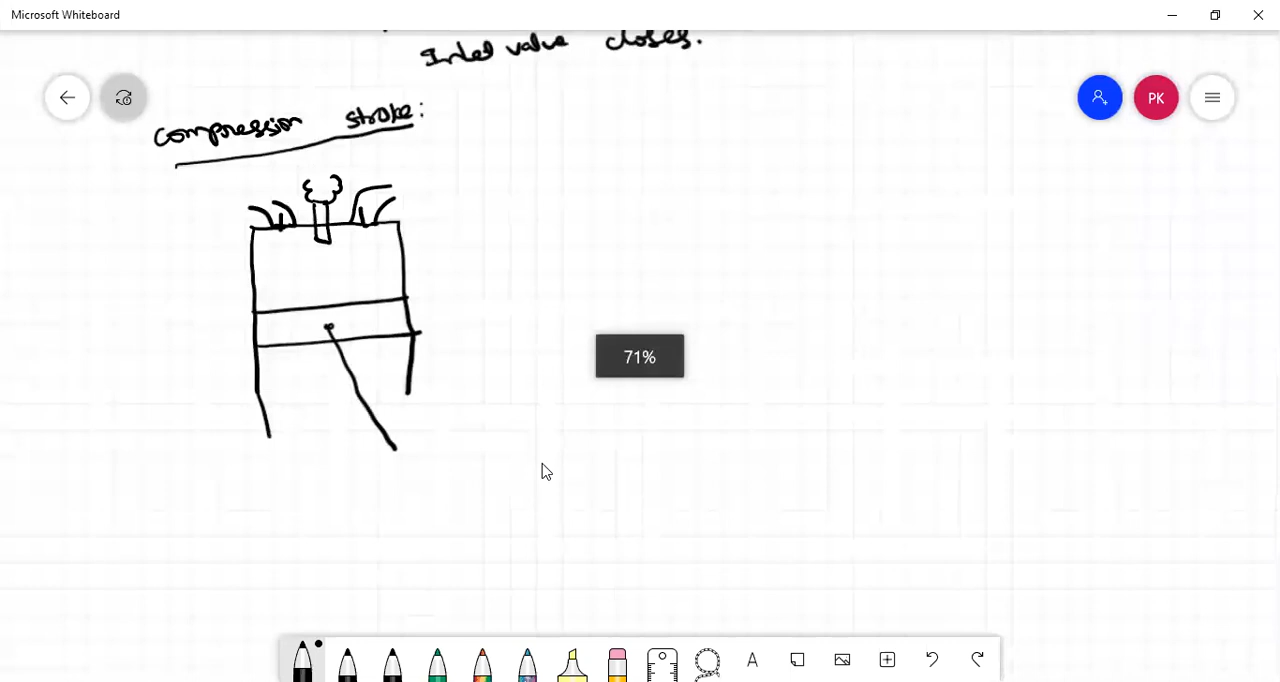 Microsoft Whiteboard
Inlet valve closes.
compression stroke:
PK
71%
A